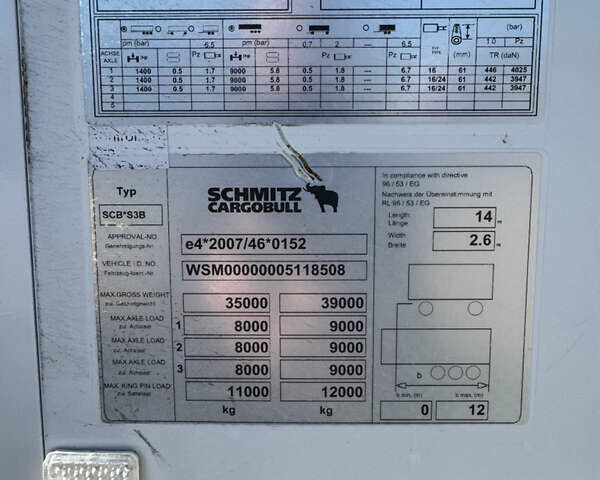 (bar)
pm (bar) 6.5 pm (bar) 0.7 2 --- 6.5 1.0 Pz
ACHSE AXLE Pz Pz (mm) TR (daN)
1 1400 0.5 1.7 9000 5.8 0.5 1.8 --- 6.7 16 61 446 4025
2 1400 0.5 1.7 9000 5.8 0.5 1.8 --- 6.7 16/24 61 442 3947
3 1400 0.5 1.7 9000 5.8 0.5 1.8 --- 6.7 16/24 61 442 3947
4
5
Typ
SCB*S3B
SCHMITZ
CARGOBULL
In compliance with directive
96 / 53 / EG
Nachweis der Übereinstimmung mit
RL 96 / 53 / EG
Length
Länge 14 m
Width
Breite 2.6 m
APPROVAL-NO.
Genehmigungs-Nr. e4*2007/46*0152
VEHICLE I.D. NO.
Fahrzeug-Ident.-Nr. WSM00000005118508
MAX.GROSS WEIGHT
zul. Gesamtgewicht 35000 39000
MAX.AXLE LOAD
zul. Achslast 1 8000 9000
MAX.AXLE LOAD
zul. Achslast 2 8000 9000
MAX.AXLE LOAD
zul. Achslast 3 8000 9000
MAX. KING PIN LOAD
zul. Sattellast 11000 12000
kg kg
b
b min. (m) b max. (m)
0 12